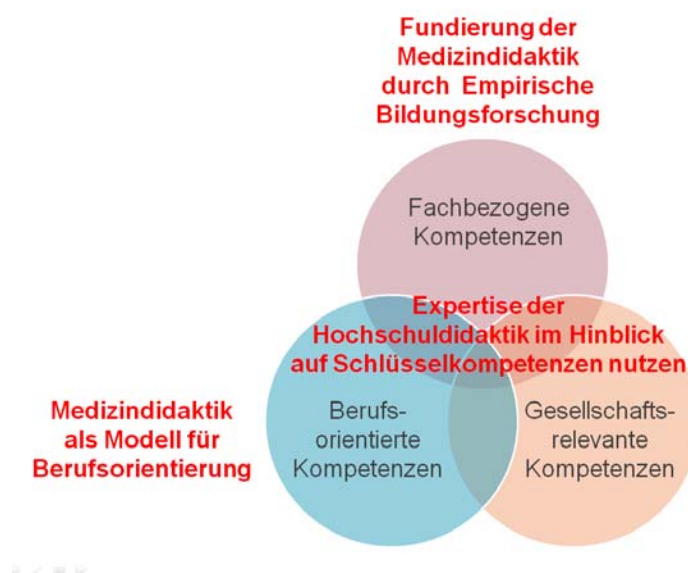 Fundierung der
Medizindidaktik
durch Empirische
Bildungsforschung
Fachbezogene
Kompetenzen
Expertise der
Hochschuldidaktik im Hinblick
auf Schlüsselkompetenzen nutzen
Medizindidaktik
als Modell für
Berufsorientierung
Berufs-
orientierte
Kompetenzen
Gesellschafts-
relevante
Kompetenzen